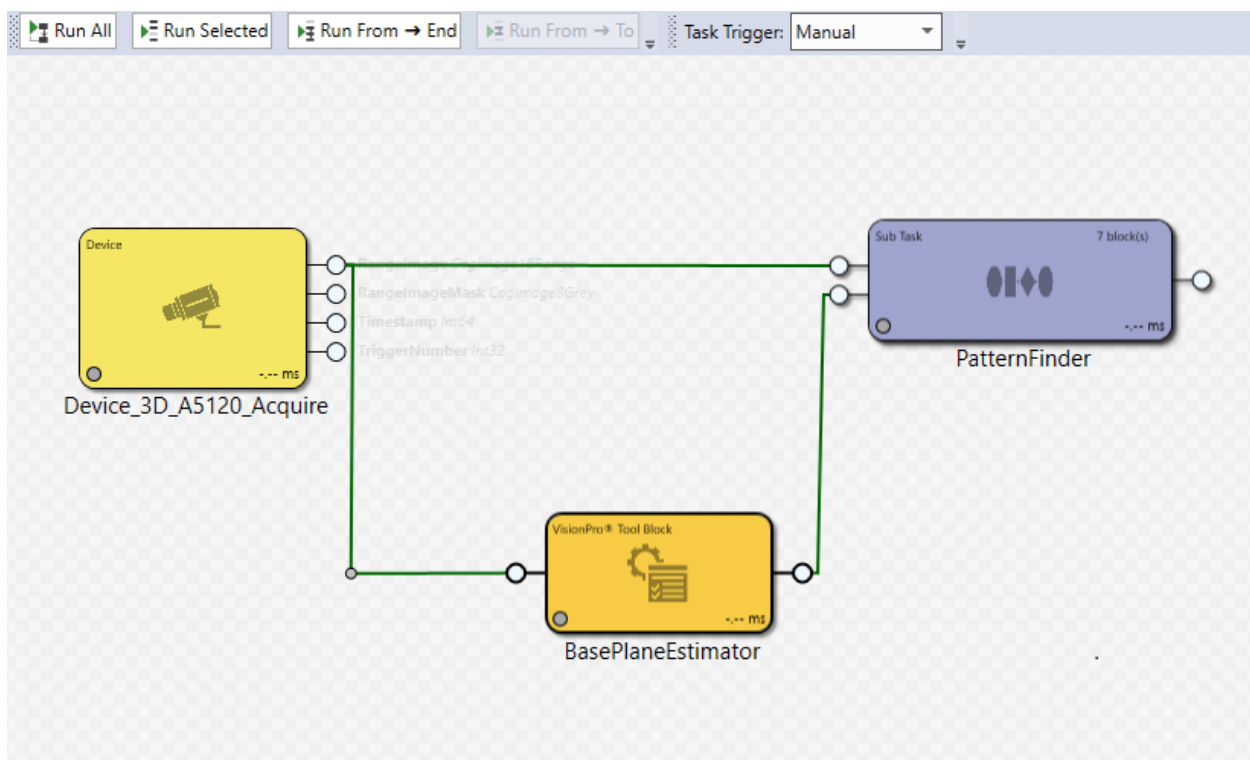 Run All Run Selected Run From → End Run From → To Task Trigger: Manual
Device
RangeImage CogImage16Range
RangeImageMask CogImage8Grey
Timestamp Int64
TriggerNumber Int32
-.-- ms
Device_3D_A5120_Acquire
Sub Task 7 block(s)
-.-- ms
PatternFinder
VisionPro® Tool Block
-.-- ms
BasePlaneEstimator